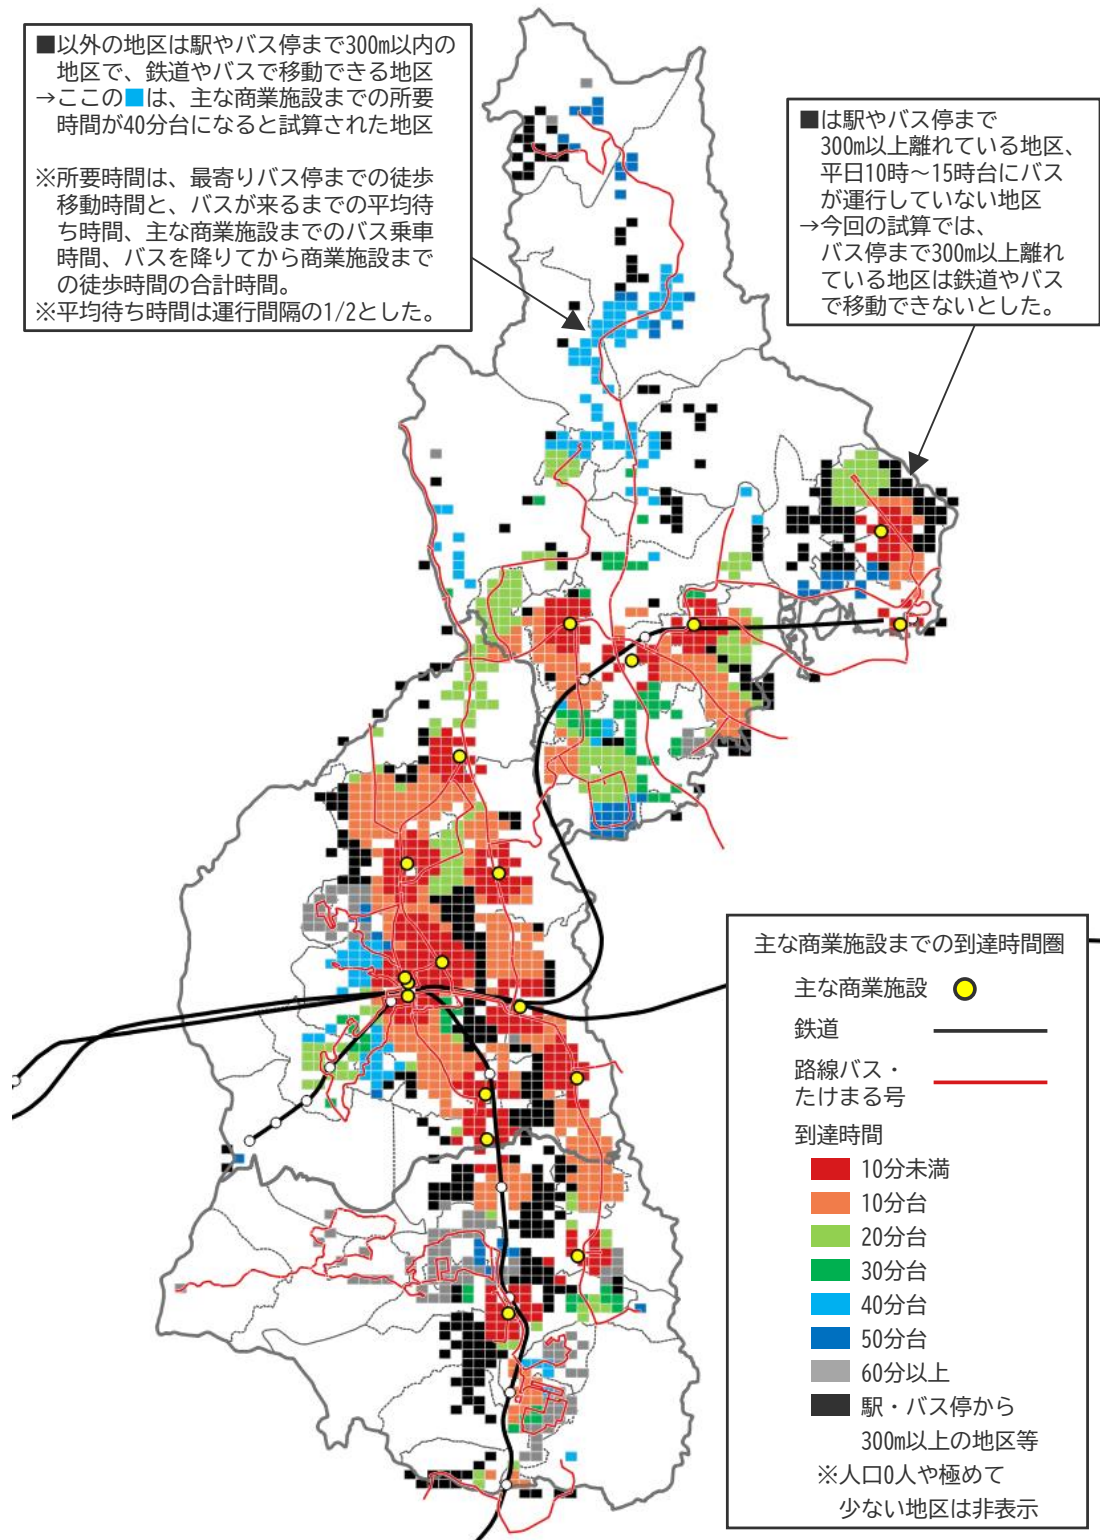 ■以外の地区は駅やバス停まで300m以内の
地区で、鉄道やバスで移動できる地区
→ここの■は、主な商業施設までの所要
時間が40分台になると試算された地区
※所要時間は、最寄りバス停までの徒歩
移動時間と、バスが来るまでの平均待
ち時間、主な商業施設までのバス乗車
時間、バスを降りてから商業施設まで
の徒歩時間の合計時間。
※平均待ち時間は運行間隔の1/2とした。
■は駅やバス停まで
300m以上離れている地区、
平日10時～15時台にバス
が運行していない地区
→今回の試算では、
バス停まで300m以上離れ
ている地区は鉄道やバス
で移動できないとした。
主な商業施設までの到達時間圏
主な商業施設
鉄道
路線バス・
たけまる号
到達時間
10分未満
10分台
20分台
30分台
40分台
50分台
60分以上
駅・バス停から
300m以上の地区等
※人口0人や極めて
少ない地区は非表示